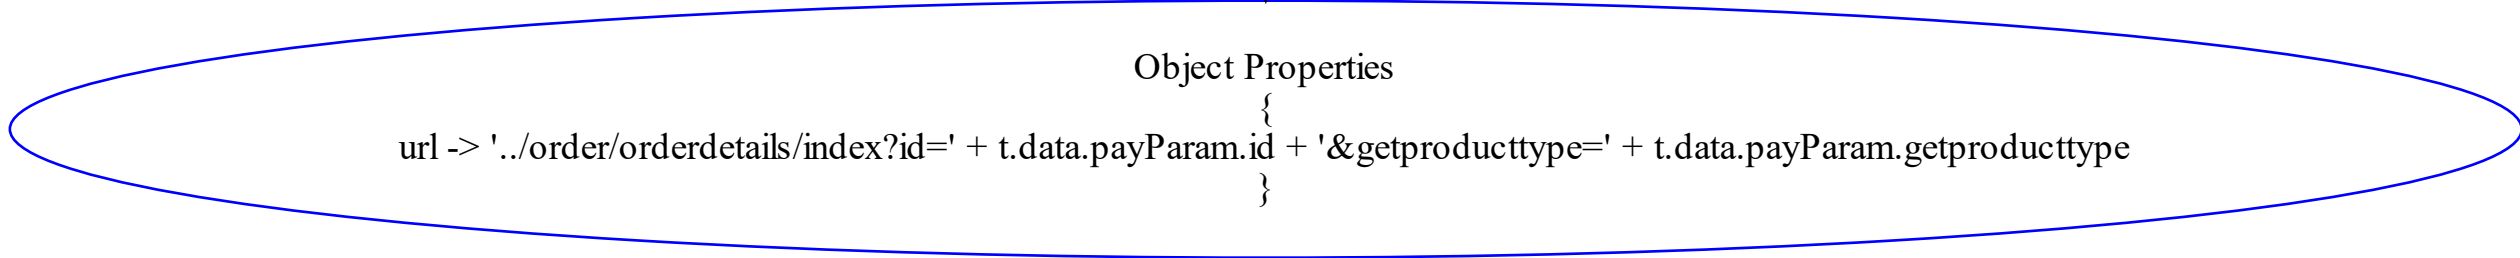 Object Properties
{
url -> '../order/orderdetails/index?id=' + t.data.payParam.id + '&getproducttype=' + t.data.payParam.getproducttype
}